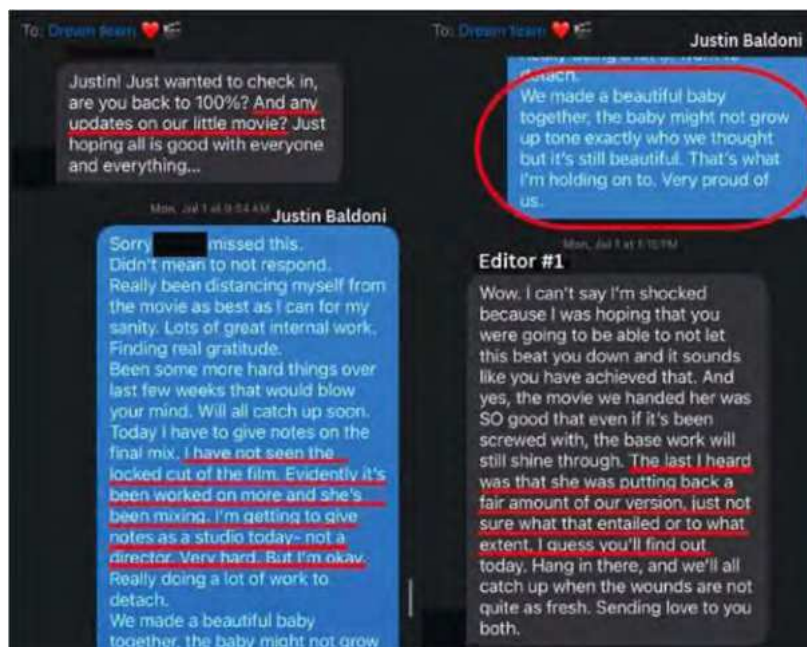 To: Dream team ❤️🎬
Justin! Just wanted to check in,
are you back to 100%? And any
updates on our little movie? Just
hoping all is good with everyone
and everything...
Mon, Jul 1 at 9:54 AM
Justin Baldoni
Sorry missed this.
Didn't mean to not respond.
Really been distancing myself from
the movie as best as I can for my
sanity. Lots of great internal work.
Finding real gratitude.
Been some more hard things over
last few weeks that would blow
your mind. Will all catch up soon.
Today I have to give notes on the
final mix. I have not seen the
locked cut of the film. Evidently it's
been worked on more and she's
been mixing. I'm getting to give
notes as a studio today- not a
director. Very hard. But I'm okay.
Really doing a lot of work to
detach.
We made a beautiful baby
together, the baby might not grow
To: Dream team ❤️🎬
Justin Baldoni
Really doing a lot of work to
detach.
We made a beautiful baby
together, the baby might not grow
up tone exactly who we thought
but it's still beautiful. That's what
I'm holding on to. Very proud of
us.
Mon, Jul 1 at 1:15 PM
Editor #1
Wow. I can't say I'm shocked
because I was hoping that you
were going to be able to not let
this beat you down and it sounds
like you have achieved that. And
yes, the movie we handed her was
SO good that even if it's been
screwed with, the base work will
still shine through. The last I heard
was that she was putting back a
fair amount of our version, just not
sure what that entailed or to what
extent. I guess you'll find out
today. Hang in there, and we'll all
catch up when the wounds are not
quite as fresh. Sending love to you
both.